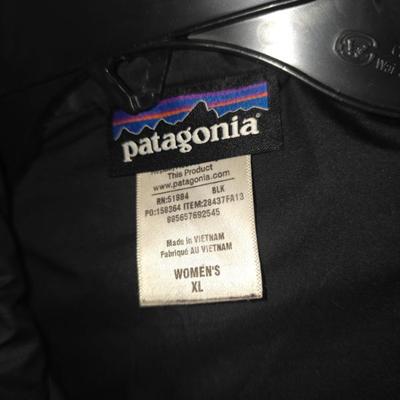 patagonia®
This Product
www.patagonia.com
RN:51884 BLK
PO:158364 ITEM:28437FA13
885657692545
Made in VIETNAM
Fabriqué AU VIETNAM
WOMEN'S
XL